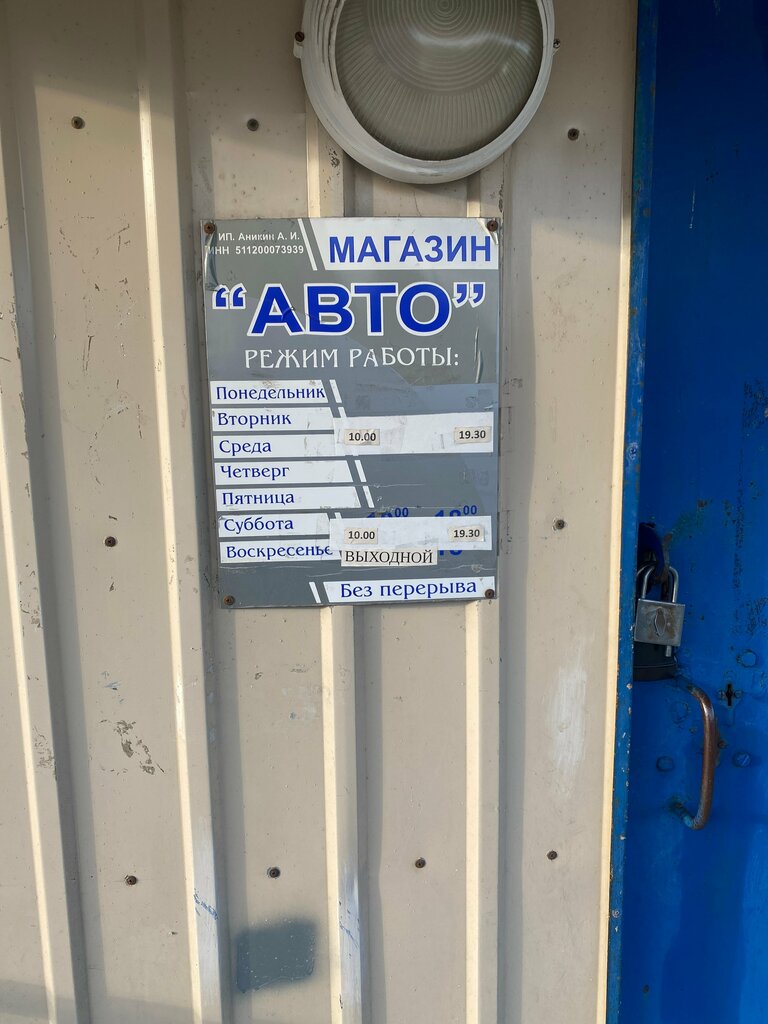 ИП. Аникин А. И.
ИНН 511200073939
МАГАЗИН
“АВТО”
РЕЖИМ РАБОТЫ:
Понедельник
Вторник
10.00 19.30
Среда
Четверг
Пятница
Суббота
10.00 19.30
Воскресенье ВЫХОДНОЙ
Без перерыва